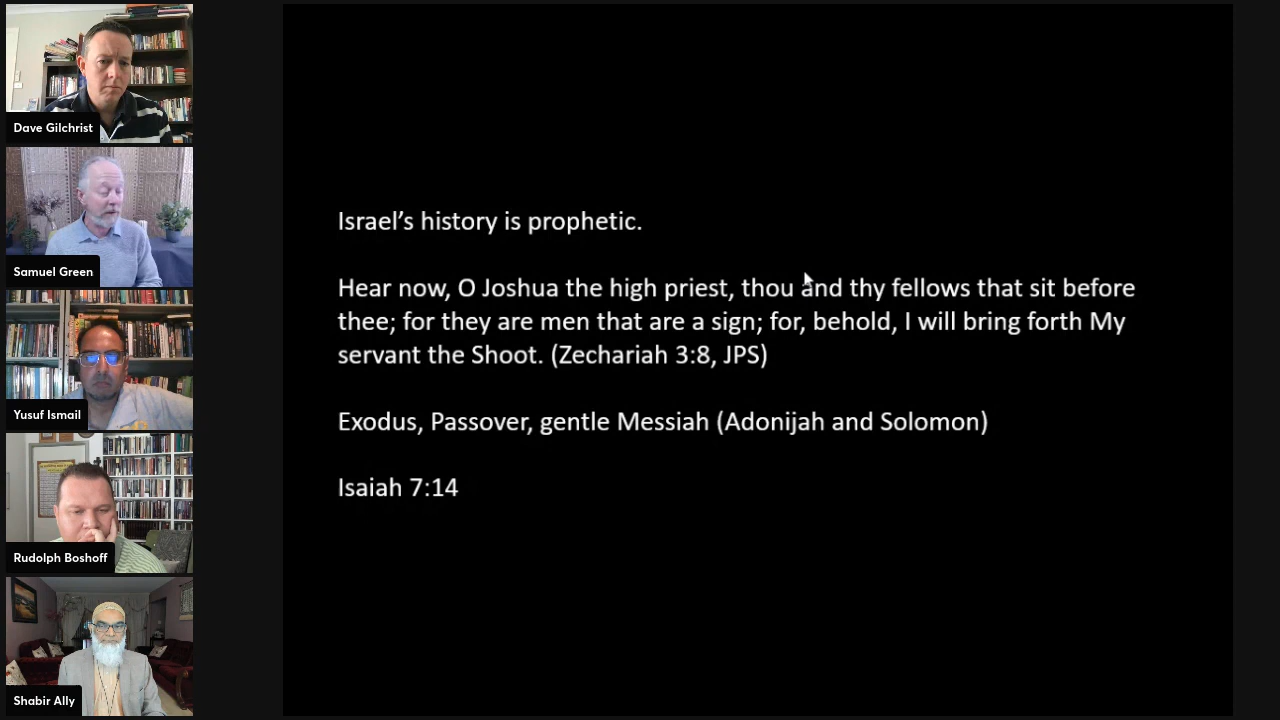 Dave Gilchrist
Samuel Green
Yusuf Ismail
Rudolph Boshoff
Shabir Ally
Israel’s history is prophetic.
Hear now, O Joshua the high priest, thou and thy fellows that sit before
thee; for they are men that are a sign; for, behold, I will bring forth My
servant the Shoot. (Zechariah 3:8, JPS)
Exodus, Passover, gentle Messiah (Adonijah and Solomon)
Isaiah 7:14